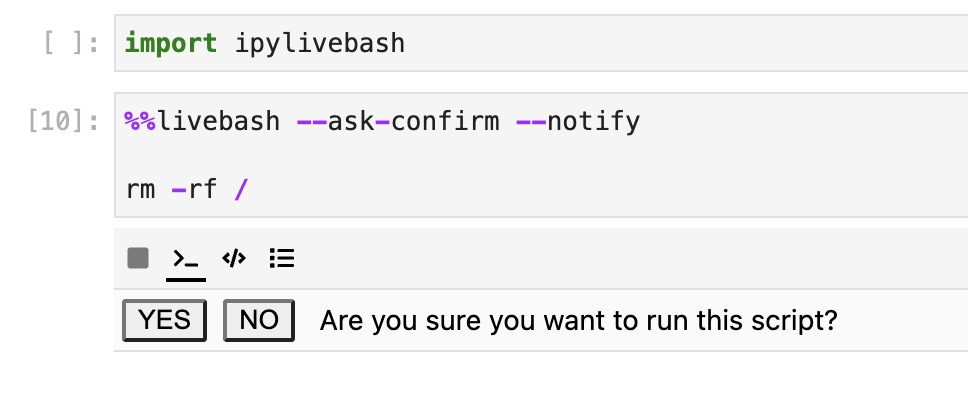 [ ]: import ipylivebash
[10]: %%livebash --ask-confirm --notify
rm -rf /
>_ </>
YES NO Are you sure you want to run this script?